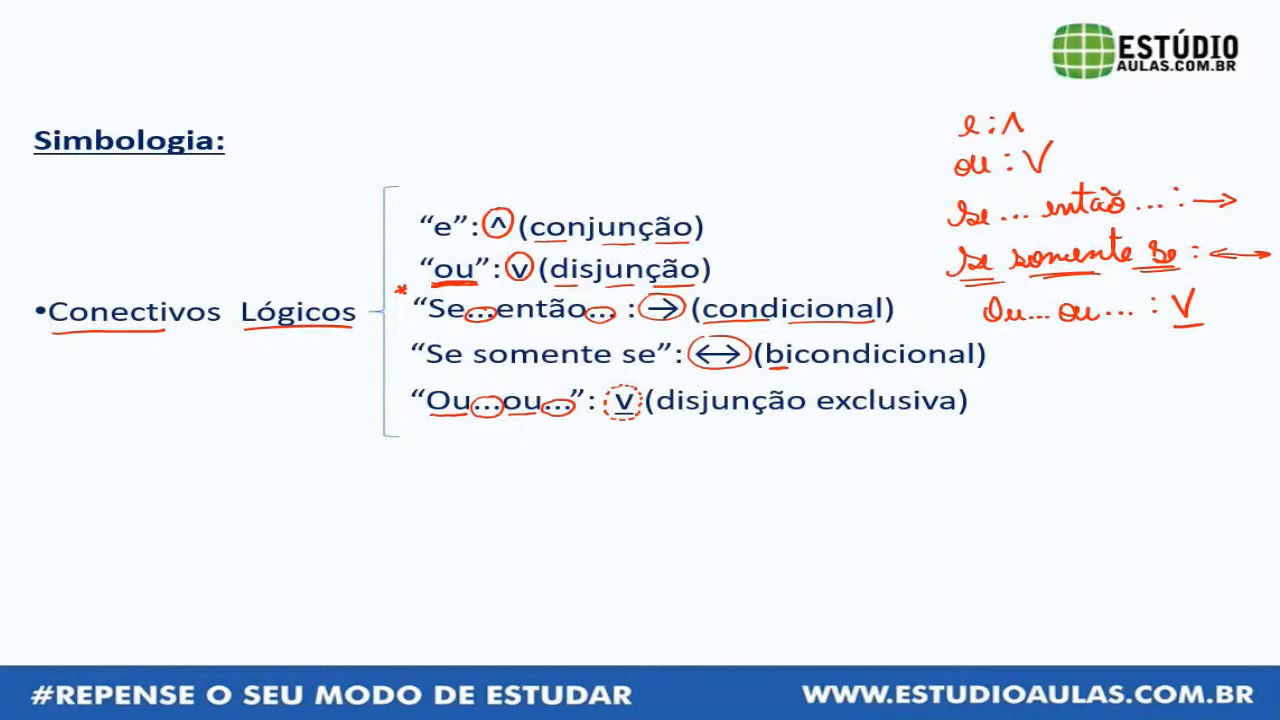 ESTÚDIO
AULAS.COM.BR
Simbologia:
e : ^
ou : V
"e": ^ (conjunção)
se ... então ... : →
"ou": v (disjunção)
se somente se : ↔
•Conectivos Lógicos
* "Se...então... : → (condicional)
Ou... ou ... : V
"Se somente se": ↔ (bicondicional)
"Ou...ou...": v (disjunção exclusiva)
#REPENSE O SEU MODO DE ESTUDAR
WWW.ESTUDIOAULAS.COM.BR